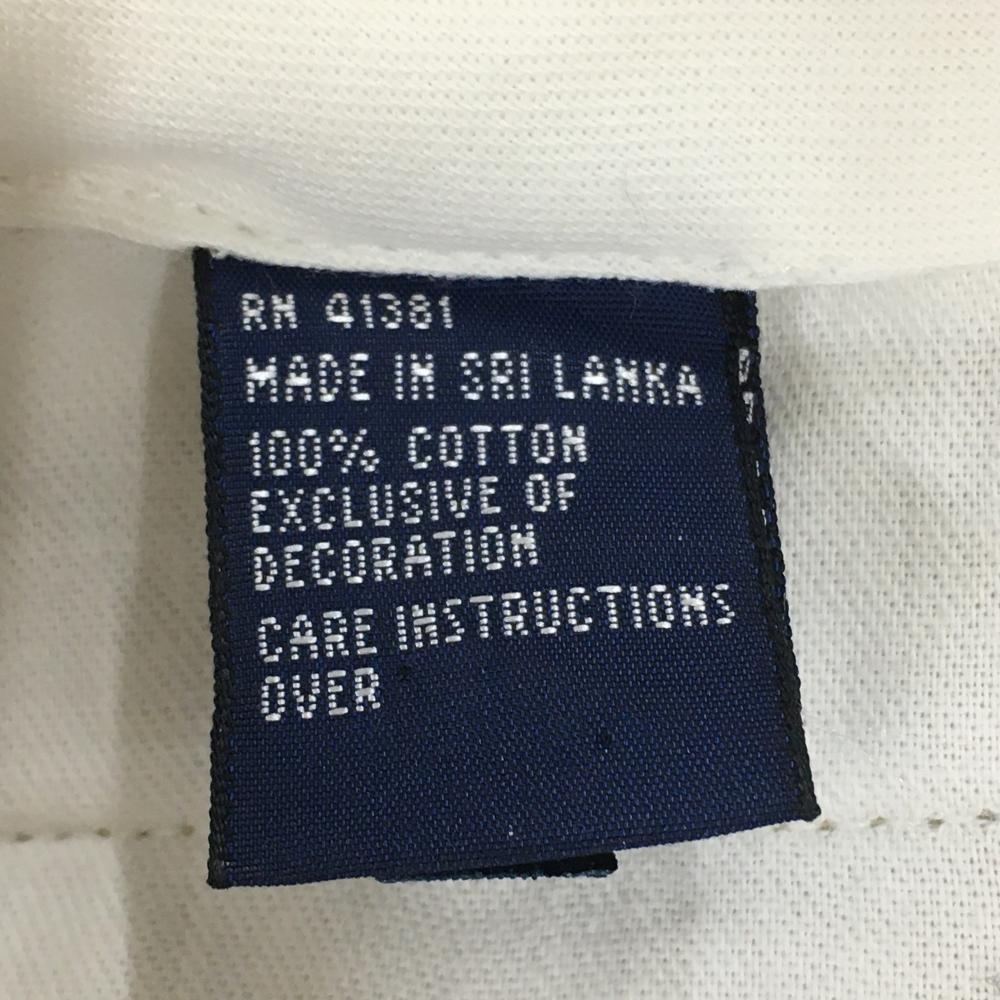 RN 41381
MADE IN SRI LANKA
100% COTTON
EXCLUSIVE OF
DECORATION
CARE INSTRUCTIONS
OVER